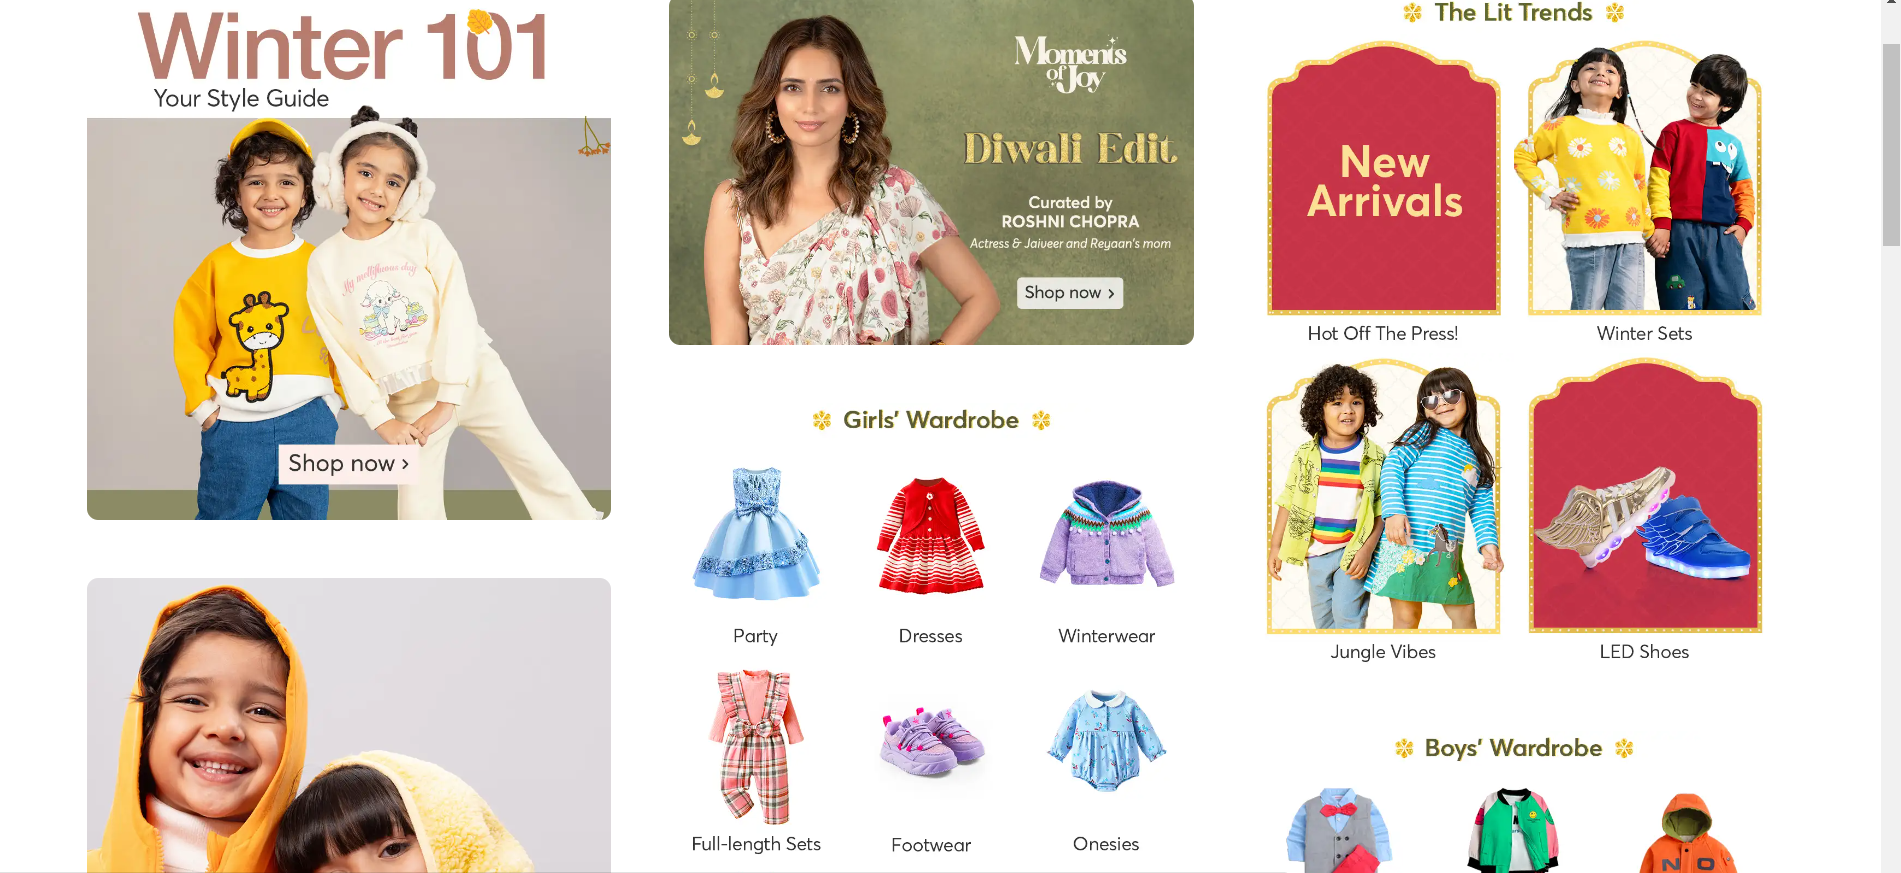 Winter 101
Your Style Guide
Shop now ›
Moments
of Joy
Diwali Edit
Curated by
ROSHNI CHOPRA
Actress & Jaiveer and Reyaan's mom
Shop now ›
Girls' Wardrobe
Party
Dresses
Winterwear
Full-length Sets
Footwear
Onesies
The Lit Trends
New
Arrivals
Hot Off The Press!
Winter Sets
Jungle Vibes
LED Shoes
Boys' Wardrobe
N O